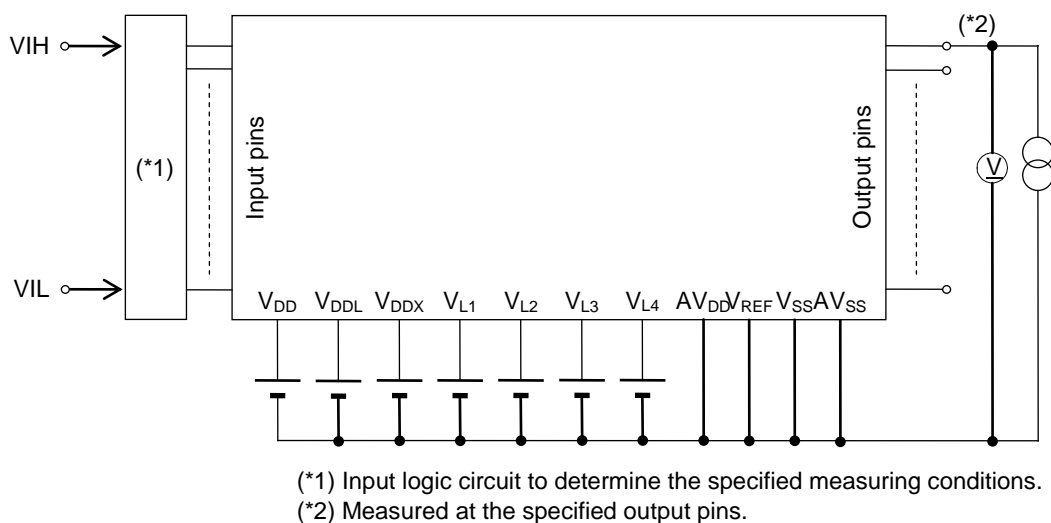 VIH
(*2)
(*1)
Input pins
Output pins
V
VIL
VDD VDDL VDDX VL1 VL2 VL3 VL4 AVDD VREF VSS AVSS
(*1) Input logic circuit to determine the specified measuring conditions.
(*2) Measured at the specified output pins.